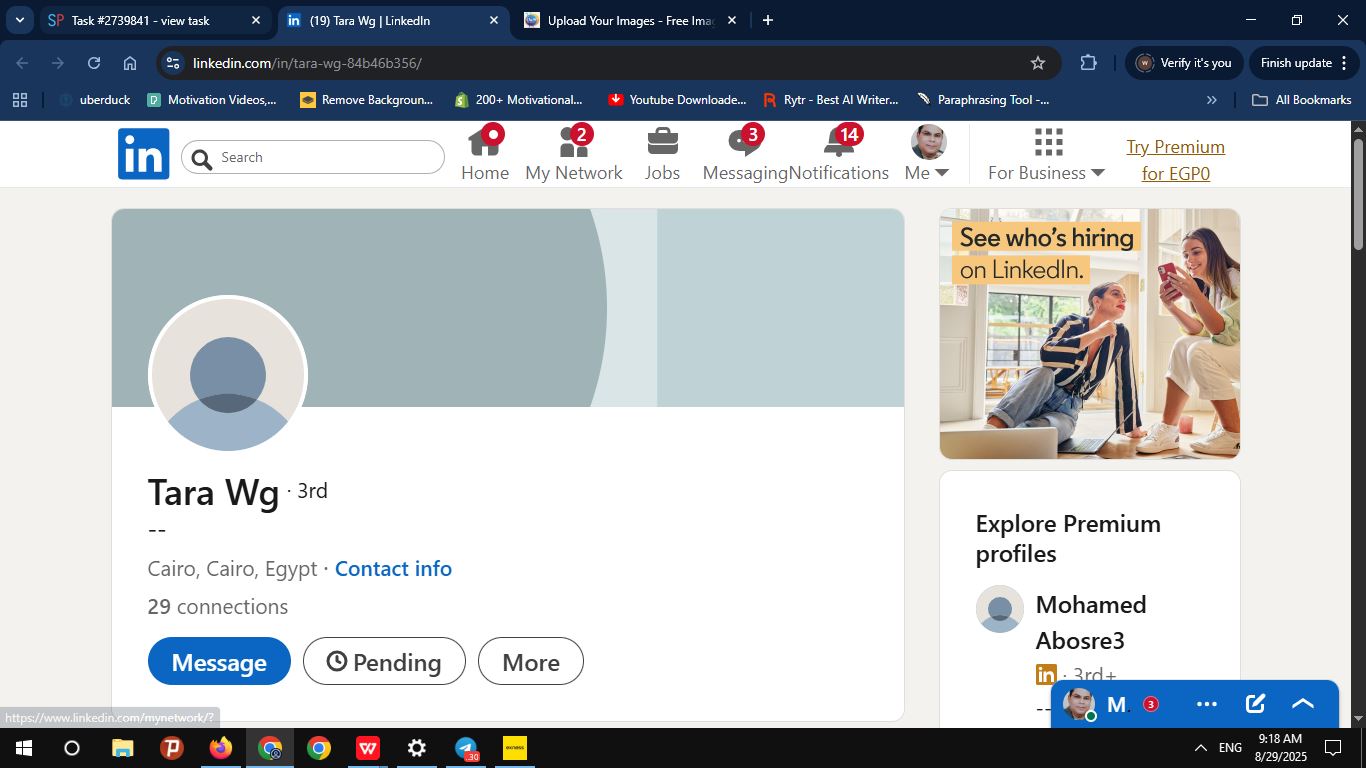 Task #2739841 - view task
(19) Tara Wg | LinkedIn
Upload Your Images - Free Imag
linkedin.com/in/tara-wg-84b46b356/
Verify it's you
Finish update
uberduck
Motivation Videos,...
Remove Backgroun...
200+ Motivational...
Youtube Downloade...
Rytr - Best AI Writer...
Paraphrasing Tool -...
All Bookmarks
in
Search
Home
2
My Network
Jobs
3
Messaging
14
Notifications
Me
For Business
Try Premium
for EGP0
See who's hiring
on LinkedIn.
Tara Wg · 3rd
--
Cairo, Cairo, Egypt · Contact info
29 connections
Message
Pending
More
Explore Premium
profiles
Mohamed
Abosre3
in · 3rd+
--
M.
3
https://www.linkedin.com/mynetwork/?
30
exness
ENG
9:18 AM
8/29/2025